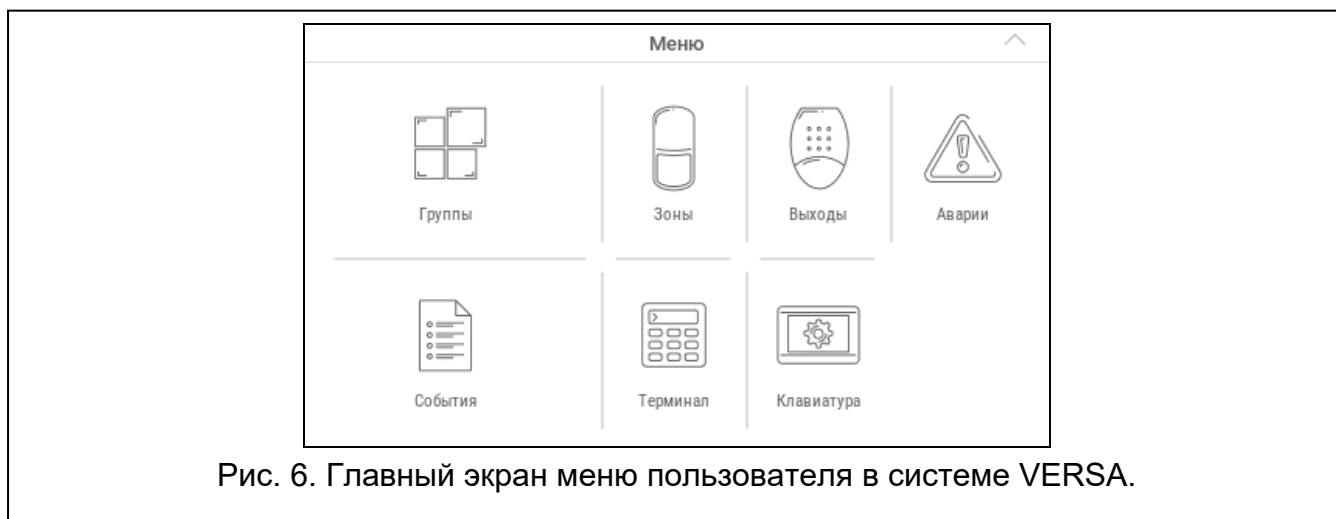 Меню
Группы
Зоны
Выходы
Аварии
События
Терминал
Клавиатура
Рис. 6. Главный экран меню пользователя в системе VERSA.